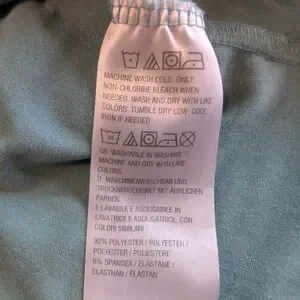 MACHINE WASH COLD. ONLY
NON-CHLORINE BLEACH WHEN
NEEDED, WASH AND DRY WITH LIKE
COLORS. TUMBLE DRY LOW. COOL
IRON IF NEEDED
GB: WASHABLE IN WASHING
MACHINE AND DRY WITH LIKE
COLORS
D: MASCHINENWASCHBAR UND
TROCKNERGEEIGNET MIT ÄHNLICHEN
FARBEN.
I: LAVABILE E ASCIUGABILE IN
LAVATRICE E ASCIUGATRICE, CON
COLORI SIMILARI
92% POLYESTER / POLYESTER /
POLYESTER / POLIESTERE
8% SPANDEX / ELASTANE /
ELASTHAN / ELASTAN